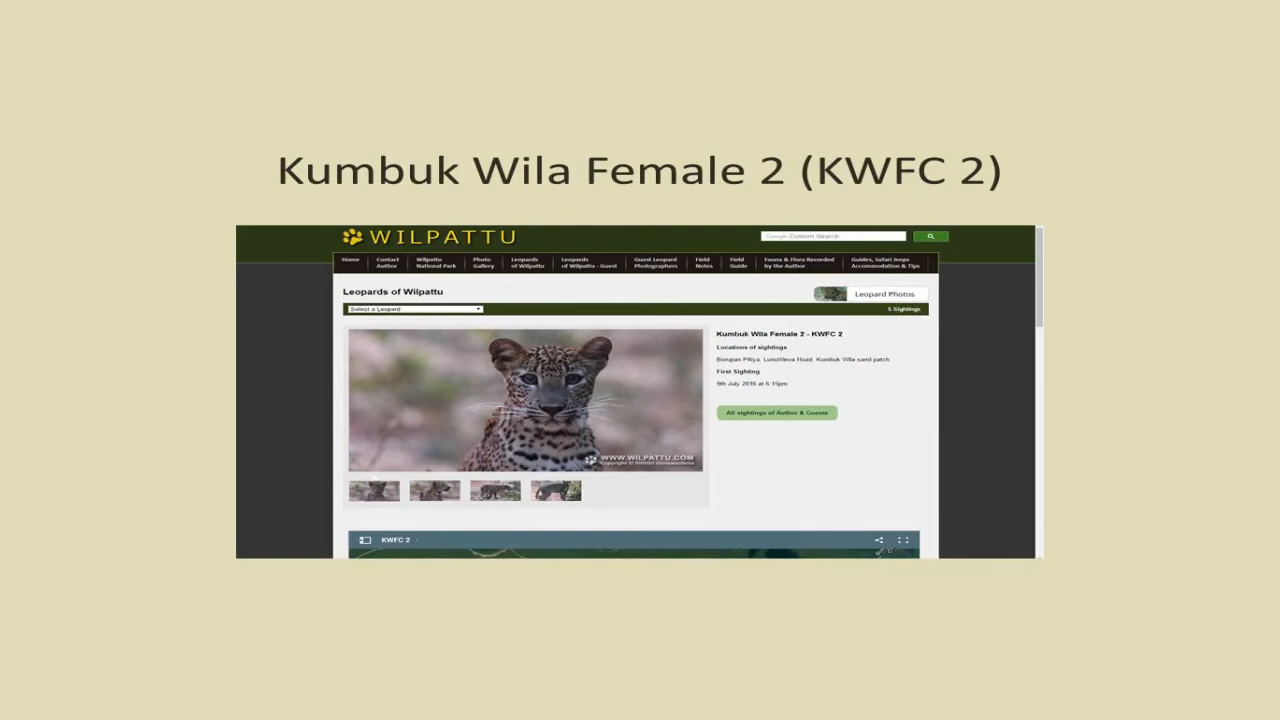 Kumbuk Wila Female 2 (KWFC 2)
WILPATTU
Google Custom Search
Home
Contact Author
Wilpattu National Park
Photo Gallery
Leopards of Wilpattu
Leopards of Wilpattu - Guest
Guest Leopard Photographers
Field Notes
Field Guide
Fauna & Flora Recorded by the Author
Guides, Safari Jeeps Accommodation & Tips
Leopards of Wilpattu
Leopard Photos
Select a Leopard
5 Sightings
Kumbuk Wila Female 2 - KWFC 2
Locations of sightings
Borupan Pitiya, LunuWewa Road, Kumbuk Wila sand patch
First Sighting
9th July 2016 at 6.15pm
All sightings of Author & Guests
WWW.WILPATTU.COM
Copyright ©
KWFC 2